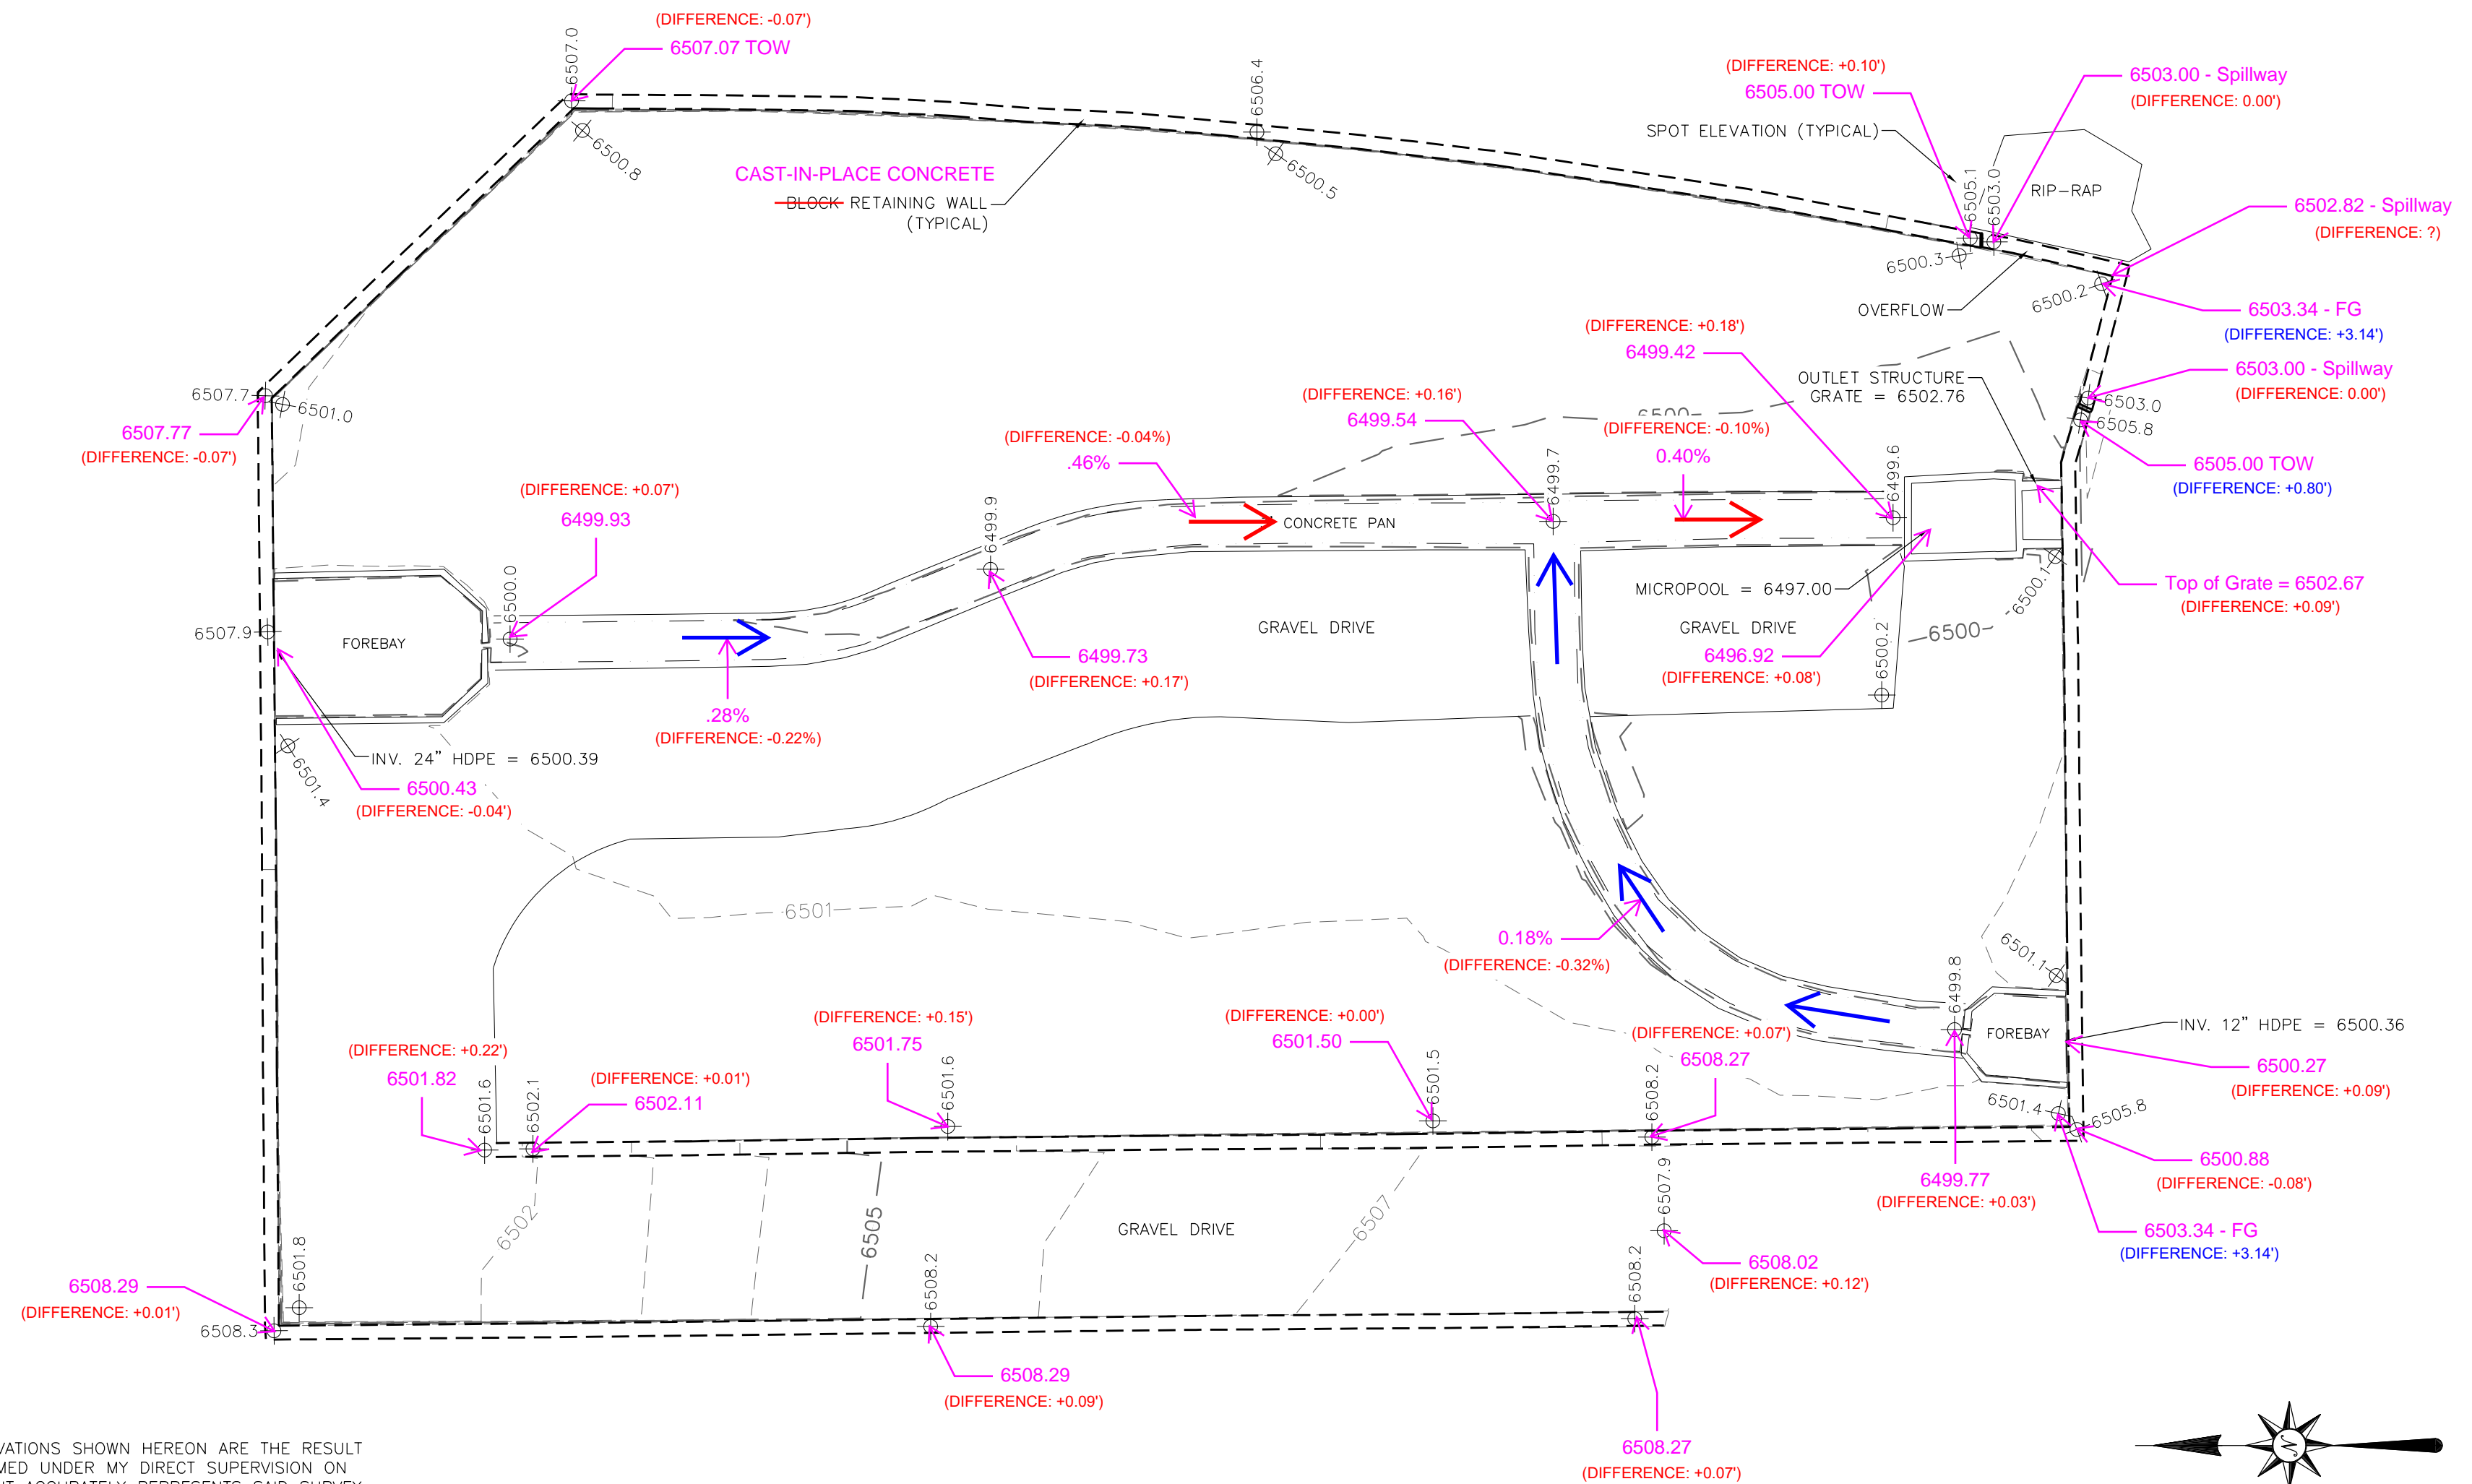 (DIFFERENCE: -0.07')
6507.07 TOW
6507.0
6500.8
6506.4
6500.5
CAST-IN-PLACE CONCRETE
BLOCK RETAINING WALL
(TYPICAL)
(DIFFERENCE: +0.10')
6505.00 TOW
6503.00 - Spillway
(DIFFERENCE: 0.00')
SPOT ELEVATION (TYPICAL)
6505.1
6503.0
RIP-RAP
6502.82 - Spillway
(DIFFERENCE: ?)
6500.3
6500.2
OVERFLOW
6503.34 - FG
(DIFFERENCE: +3.14')
6503.00 - Spillway
(DIFFERENCE: 0.00')
6503.0
6505.8
6505.00 TOW
(DIFFERENCE: +0.80')
OUTLET STRUCTURE
GRATE = 6502.76
6507.7
6501.0
6507.77
(DIFFERENCE: -0.07')
(DIFFERENCE: +0.18')
6499.42
(DIFFERENCE: +0.16')
6499.54
6500
(DIFFERENCE: -0.10%)
0.40%
(DIFFERENCE: -0.04%)
.46%
(DIFFERENCE: +0.07')
6499.93
6500.0
6499.9
6499.7
6499.6
CONCRETE PAN
MICROPOOL = 6497.00
6500.1
Top of Grate = 6502.67
(DIFFERENCE: +0.09')
6507.9
FOREBAY
GRAVEL DRIVE
GRAVEL DRIVE
6500
6496.92
(DIFFERENCE: +0.08')
6500.2
6499.73
(DIFFERENCE: +0.17')
.28%
(DIFFERENCE: -0.22%)
INV. 24" HDPE = 6500.39
6501.4
6500.43
(DIFFERENCE: -0.04')
6501
0.18%
(DIFFERENCE: -0.32%)
6501.1
6499.8
FOREBAY
INV. 12" HDPE = 6500.36
6500.27
(DIFFERENCE: +0.09')
(DIFFERENCE: +0.22')
6501.82
6501.6
6502.1
(DIFFERENCE: +0.01')
6502.11
(DIFFERENCE: +0.15')
6501.75
6501.6
(DIFFERENCE: +0.00')
6501.50
6501.5
(DIFFERENCE: +0.07')
6508.27
6508.2
6501.4
6505.8
6500.88
(DIFFERENCE: -0.08')
6499.77
(DIFFERENCE: +0.03')
6503.34 - FG
(DIFFERENCE: +3.14')
6507.9
6508.02
(DIFFERENCE: +0.12')
6502
6505
GRAVEL DRIVE
6507
6501.8
6508.29
(DIFFERENCE: +0.01')
6508.3
6508.2
6508.29
(DIFFERENCE: +0.09')
6508.2
6508.27
(DIFFERENCE: +0.07')
N
VATIONS SHOWN HEREON ARE THE RESULT
MED UNDER MY DIRECT SUPERVISION ON